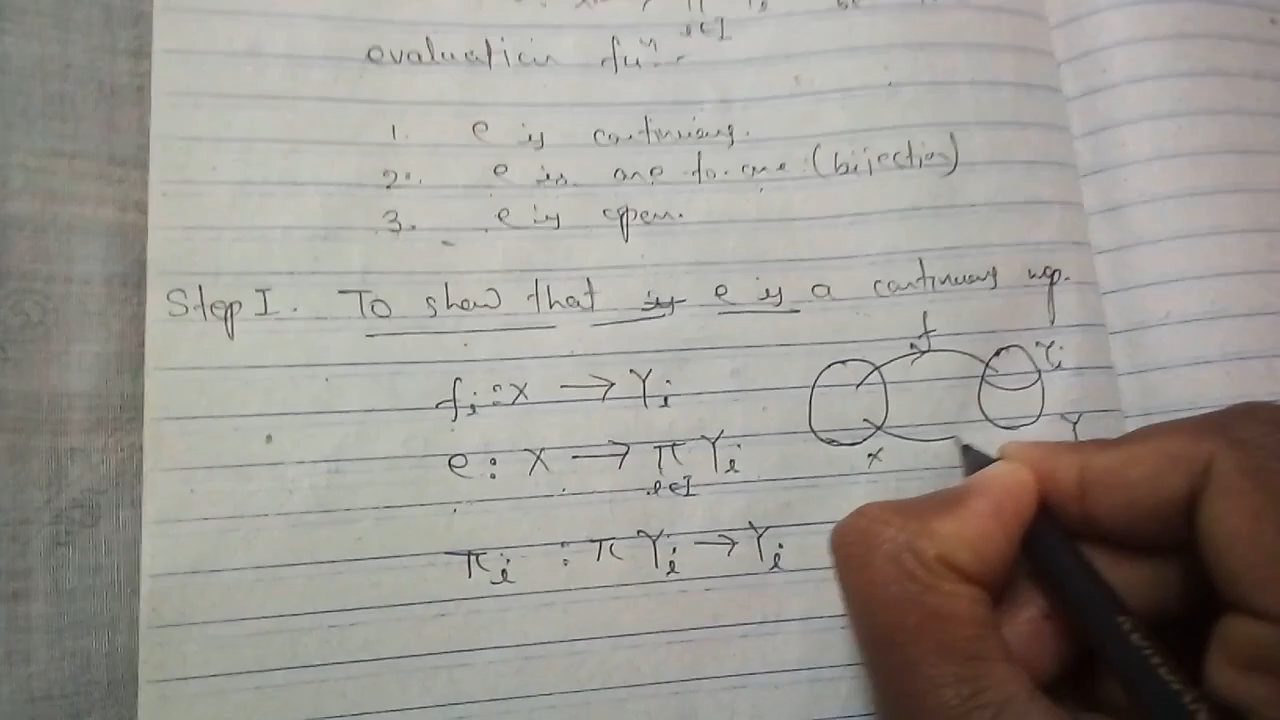 evaluation fuⁿ i∈I
1. e is continuous.
2. e is one to one (bijection)
3. e is open.
Step I. To show that is e is a continuous mp.
f
Yi
fi : X → Yi
Y
e : X → π Yi
x
i∈I
πi : π Yi → Yi